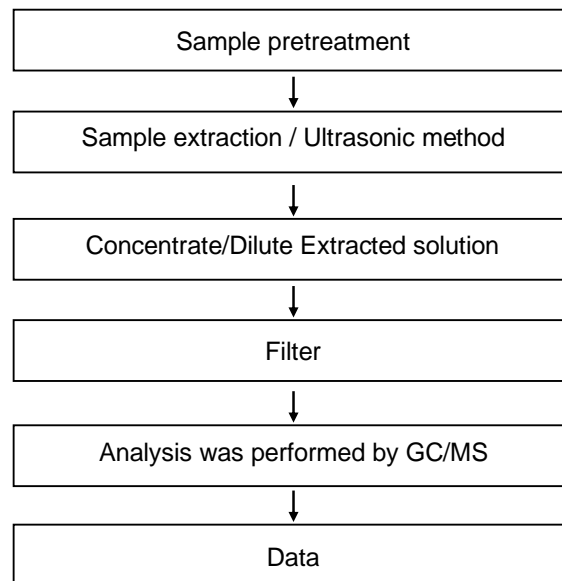 Sample pretreatment
Sample extraction / Ultrasonic method
Concentrate/Dilute Extracted solution
Filter
Analysis was performed by GC/MS
Data